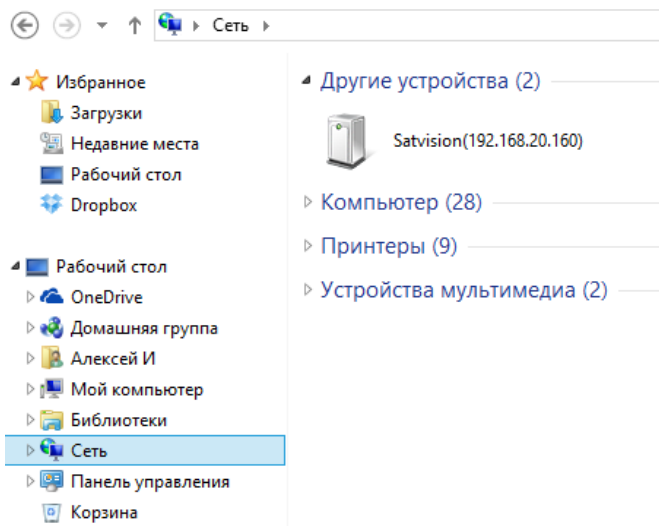 Сеть
Избранное
Загрузки
Недавние места
Рабочий стол
Dropbox
Рабочий стол
OneDrive
Домашняя группа
Алексей И
Мой компьютер
Библиотеки
Сеть
Панель управления
Корзина
Другие устройства (2)
Satvision(192.168.20.160)
Компьютер (28)
Принтеры (9)
Устройства мультимедиа (2)